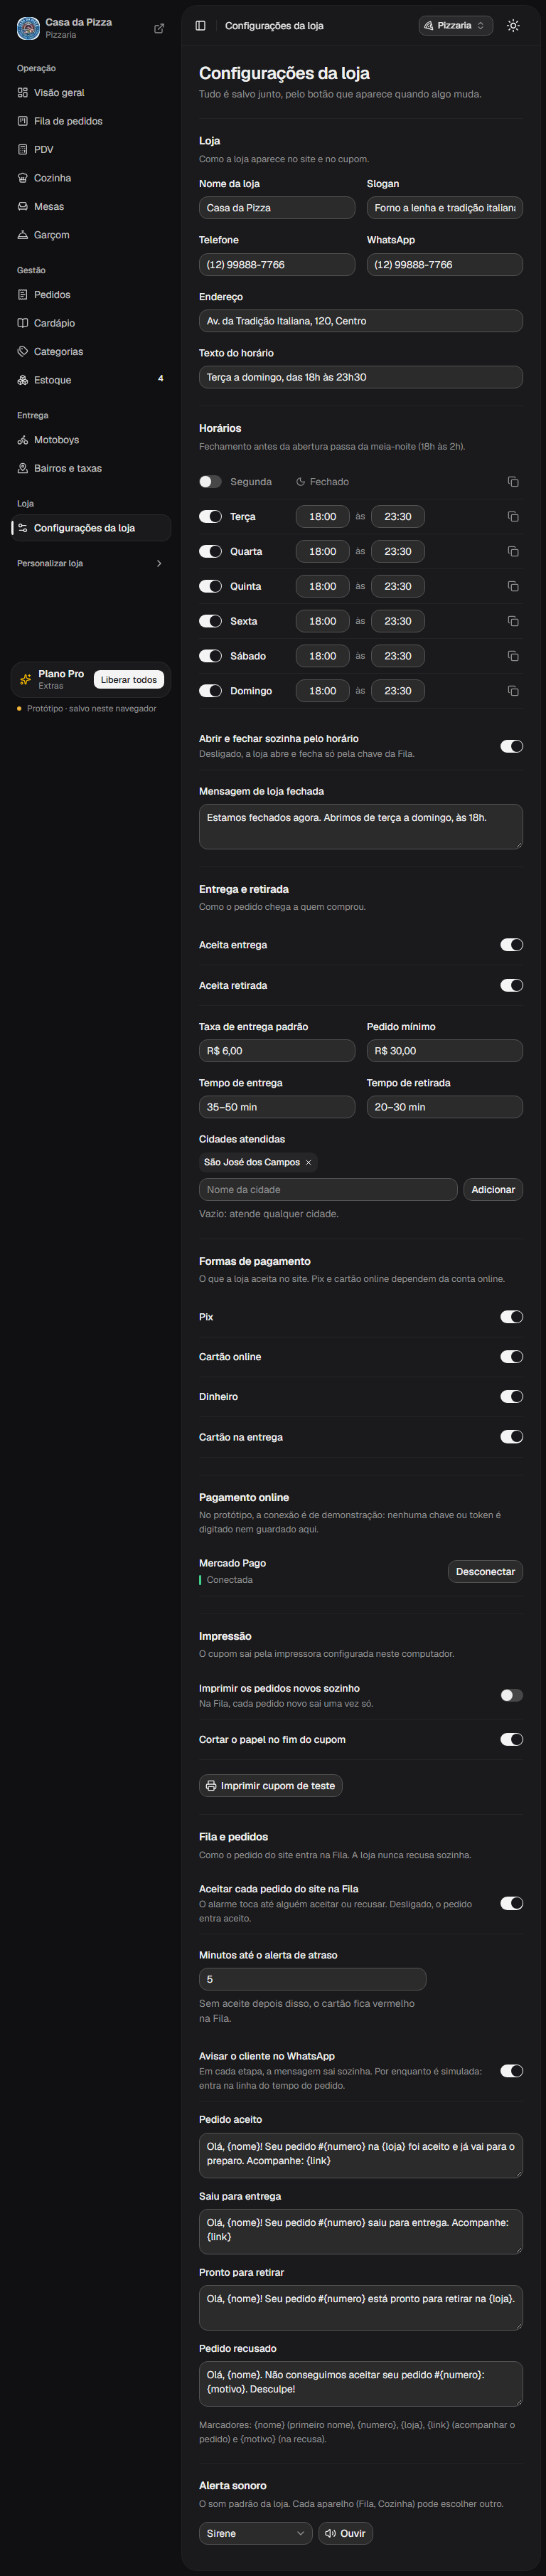 Casa da Pizza
Pizzaria
Operação
Visão geral
Fila de pedidos
PDV
Cozinha
Mesas
Garçom
Gestão
Pedidos
Cardápio
Categorias
Estoque 4
Entrega
Motoboys
Bairros e taxas
Loja
Configurações da loja
Personalizar loja
Plano Pro
Extras
Liberar todos
Protótipo · salvo neste navegador
Configurações da loja
Pizzaria
Configurações da loja
Tudo é salvo junto, pelo botão que aparece quando algo muda.
Loja
Como a loja aparece no site e no cupom.
Nome da loja Slogan
Casa da Pizza Forno a lenha e tradição italiana
Telefone WhatsApp
(12) 99888-7766 (12) 99888-7766
Endereço
Av. da Tradição Italiana, 120, Centro
Texto do horário
Terça a domingo, das 18h às 23h30
Horários
Fechamento antes da abertura passa da meia-noite (18h às 2h).
Segunda Fechado
Terça 18:00 às 23:30
Quarta 18:00 às 23:30
Quinta 18:00 às 23:30
Sexta 18:00 às 23:30
Sábado 18:00 às 23:30
Domingo 18:00 às 23:30
Abrir e fechar sozinha pelo horário
Desligado, a loja abre e fecha só pela chave da Fila.
Mensagem de loja fechada
Estamos fechados agora. Abrimos de terça a domingo, às 18h.
Entrega e retirada
Como o pedido chega a quem comprou.
Aceita entrega
Aceita retirada
Taxa de entrega padrão Pedido mínimo
R$ 6,00 R$ 30,00
Tempo de entrega Tempo de retirada
35–50 min 20–30 min
Cidades atendidas
São José dos Campos ×
Nome da cidade Adicionar
Vazio: atende qualquer cidade.
Formas de pagamento
O que a loja aceita no site. Pix e cartão online dependem da conta online.
Pix
Cartão online
Dinheiro
Cartão na entrega
Pagamento online
No protótipo, a conexão é de demonstração: nenhuma chave ou token é
digitado nem guardado aqui.
Mercado Pago
Conectada
Desconectar
Impressão
O cupom sai pela impressora configurada neste computador.
Imprimir os pedidos novos sozinho
Na Fila, cada pedido novo sai uma vez só.
Cortar o papel no fim do cupom
Imprimir cupom de teste
Fila e pedidos
Como o pedido do site entra na Fila. A loja nunca recusa sozinha.
Aceitar cada pedido do site na Fila
O alarme toca até alguém aceitar ou recusar. Desligado, o pedido
entra aceito.
Minutos até o alerta de atraso
5
Sem aceite depois disso, o cartão fica vermelho
na Fila.
Avisar o cliente no WhatsApp
Em cada etapa, a mensagem sai sozinha. Por enquanto é simulada:
entra na linha do tempo do pedido.
Pedido aceito
Olá, {nome}! Seu pedido #{numero} na {loja} foi aceito e já vai para o
preparo. Acompanhe: {link}
Saiu para entrega
Olá, {nome}! Seu pedido #{numero} saiu para entrega. Acompanhe:
{link}
Pronto para retirar
Olá, {nome}! Seu pedido #{numero} está pronto para retirar na {loja}.
Pedido recusado
Olá, {nome}. Não conseguimos aceitar seu pedido #{numero}:
{motivo}. Desculpe!
Marcadores: {nome} (primeiro nome), {numero}, {loja}, {link} (acompanhar o
pedido) e {motivo} (na recusa).
Alerta sonoro
O som padrão da loja. Cada aparelho (Fila, Cozinha) pode escolher outro.
Sirene Ouvir